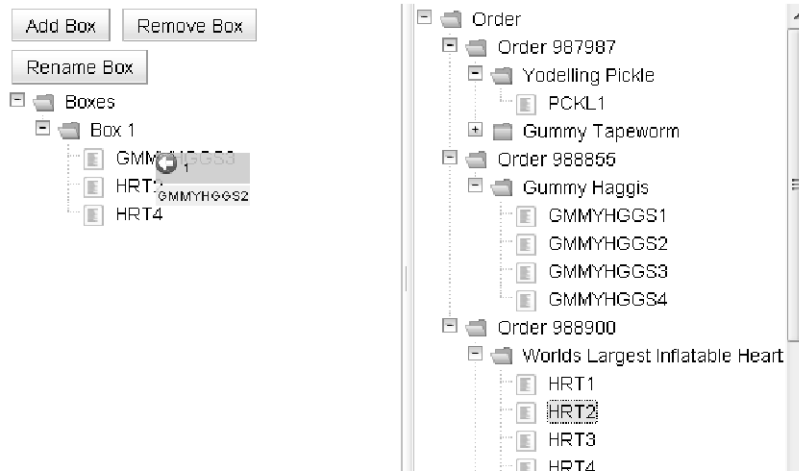 Add Box
Remove Box
Rename Box
Boxes
Box 1
GMMYHGGS3
1
HRT2
GMMYHGGS2
HRT4
Order
Order 987987
Yodelling Pickle
PCKL1
Gummy Tapeworm
Order 988855
Gummy Haggis
GMMYHGGS1
GMMYHGGS2
GMMYHGGS3
GMMYHGGS4
Order 988900
Worlds Largest Inflatable Heart
HRT1
HRT2
HRT3
HRT4